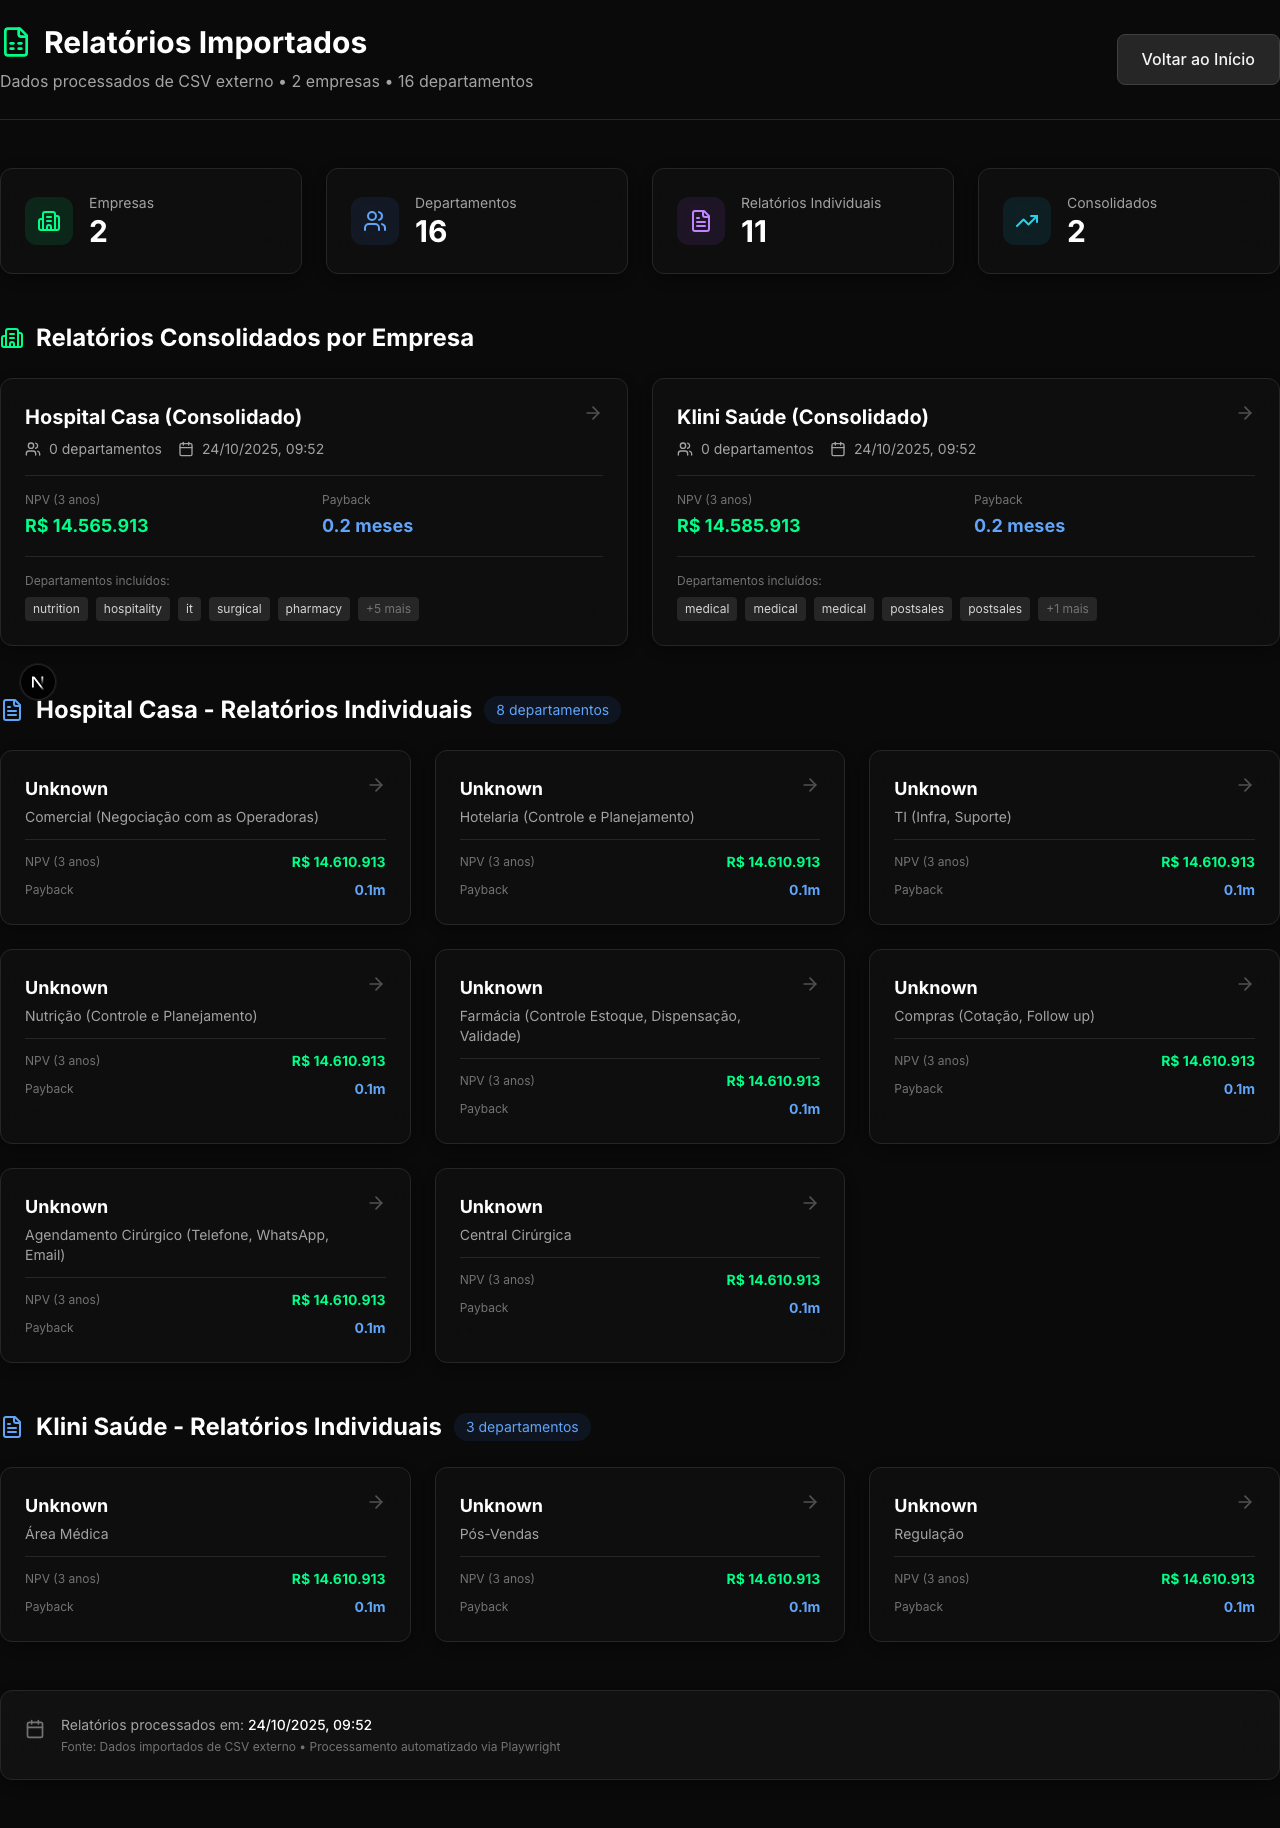 Relatórios Importados
Dados processados de CSV externo • 2 empresas • 16 departamentos
Voltar ao Início
Empresas
2
Departamentos
16
Relatórios Individuais
11
Consolidados
2
Relatórios Consolidados por Empresa
Hospital Casa (Consolidado)
0 departamentos 24/10/2025, 09:52
NPV (3 anos) Payback
R$ 14.565.913 0.2 meses
Departamentos incluídos:
nutrition hospitality it surgical pharmacy +5 mais
Klini Saúde (Consolidado)
0 departamentos 24/10/2025, 09:52
NPV (3 anos) Payback
R$ 14.585.913 0.2 meses
Departamentos incluídos:
medical medical medical postsales postsales +1 mais
N
Hospital Casa - Relatórios Individuais 8 departamentos
Unknown
Comercial (Negociação com as Operadoras)
NPV (3 anos) R$ 14.610.913
Payback 0.1m
Unknown
Hotelaria (Controle e Planejamento)
NPV (3 anos) R$ 14.610.913
Payback 0.1m
Unknown
TI (Infra, Suporte)
NPV (3 anos) R$ 14.610.913
Payback 0.1m
Unknown
Nutrição (Controle e Planejamento)
NPV (3 anos) R$ 14.610.913
Payback 0.1m
Unknown
Farmácia (Controle Estoque, Dispensação,
Validade)
NPV (3 anos) R$ 14.610.913
Payback 0.1m
Unknown
Compras (Cotação, Follow up)
NPV (3 anos) R$ 14.610.913
Payback 0.1m
Unknown
Agendamento Cirúrgico (Telefone, WhatsApp,
Email)
NPV (3 anos) R$ 14.610.913
Payback 0.1m
Unknown
Central Cirúrgica
NPV (3 anos) R$ 14.610.913
Payback 0.1m
Klini Saúde - Relatórios Individuais 3 departamentos
Unknown
Área Médica
NPV (3 anos) R$ 14.610.913
Payback 0.1m
Unknown
Pós-Vendas
NPV (3 anos) R$ 14.610.913
Payback 0.1m
Unknown
Regulação
NPV (3 anos) R$ 14.610.913
Payback 0.1m
Relatórios processados em: 24/10/2025, 09:52
Fonte: Dados importados de CSV externo • Processamento automatizado via Playwright